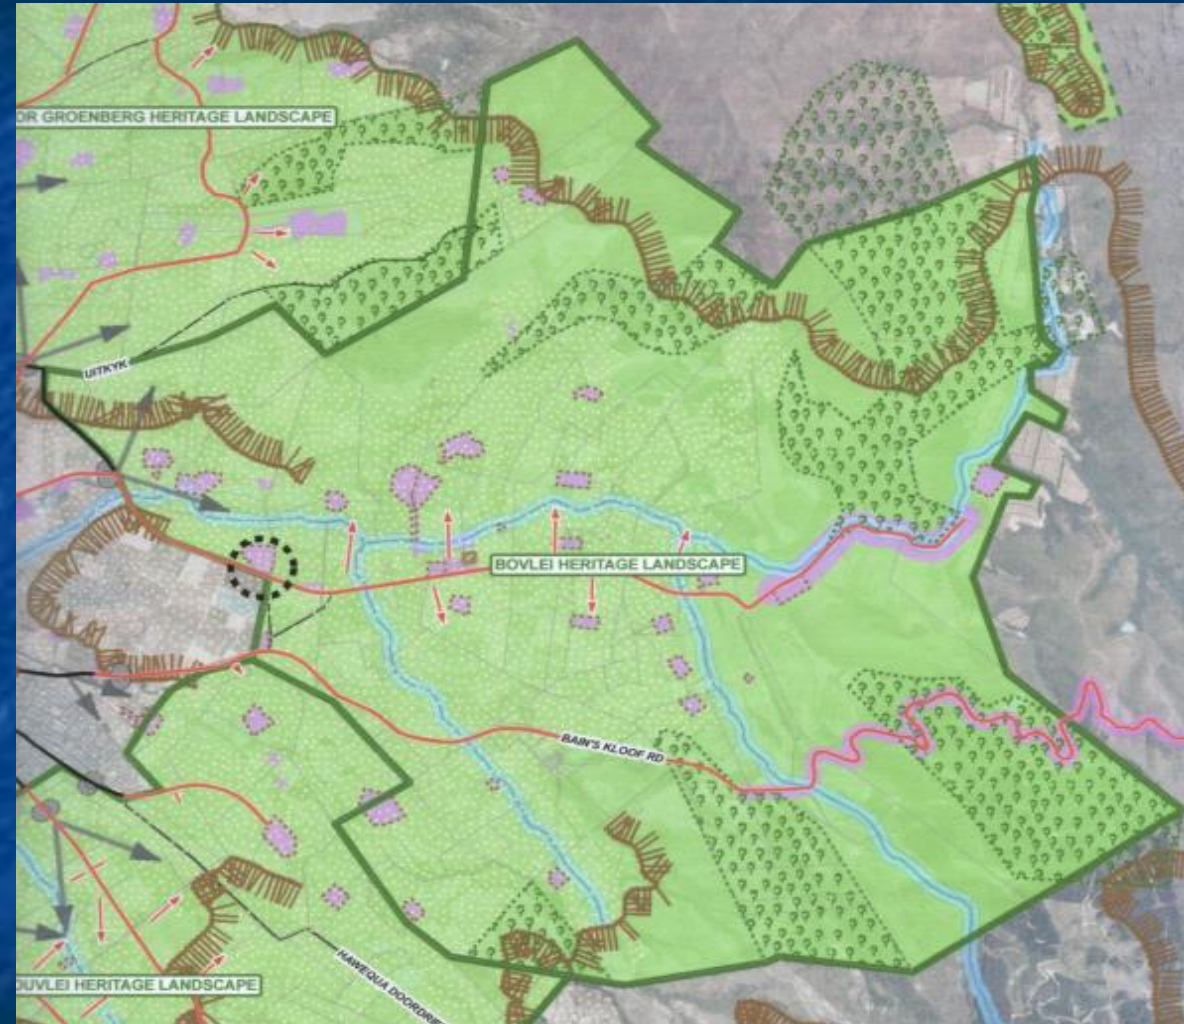 OR GROENBERG HERITAGE LANDSCAPE
UITKYK
BOVLEI HERITAGE LANDSCAPE
BAIN'S KLOOF RD
HAWEQUA
OUVLEI HERITAGE LANDSCAPE